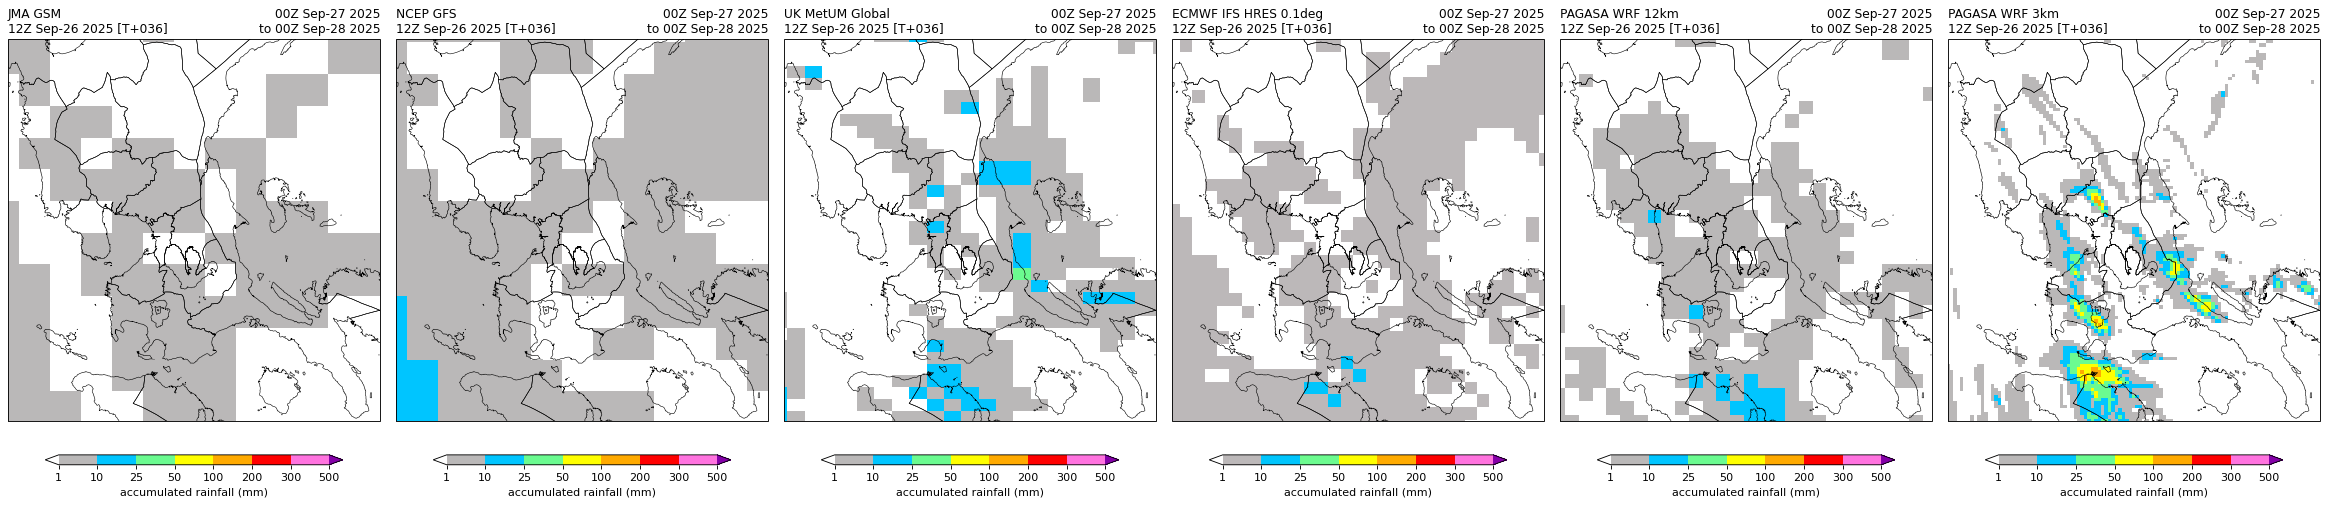 JMA GSM 00Z Sep-27 2025
12Z Sep-26 2025 [T+036] to 00Z Sep-28 2025
1 10 25 50 100 200 300 500
accumulated rainfall (mm)
NCEP GFS 00Z Sep-27 2025
12Z Sep-26 2025 [T+036] to 00Z Sep-28 2025
1 10 25 50 100 200 300 500
accumulated rainfall (mm)
UK MetUM Global 00Z Sep-27 2025
12Z Sep-26 2025 [T+036] to 00Z Sep-28 2025
1 10 25 50 100 200 300 500
accumulated rainfall (mm)
ECMWF IFS HRES 0.1deg 00Z Sep-27 2025
12Z Sep-26 2025 [T+036] to 00Z Sep-28 2025
1 10 25 50 100 200 300 500
accumulated rainfall (mm)
PAGASA WRF 12km 00Z Sep-27 2025
12Z Sep-26 2025 [T+036] to 00Z Sep-28 2025
1 10 25 50 100 200 300 500
accumulated rainfall (mm)
PAGASA WRF 3km 00Z Sep-27 2025
12Z Sep-26 2025 [T+036] to 00Z Sep-28 2025
1 10 25 50 100 200 300 500
accumulated rainfall (mm)